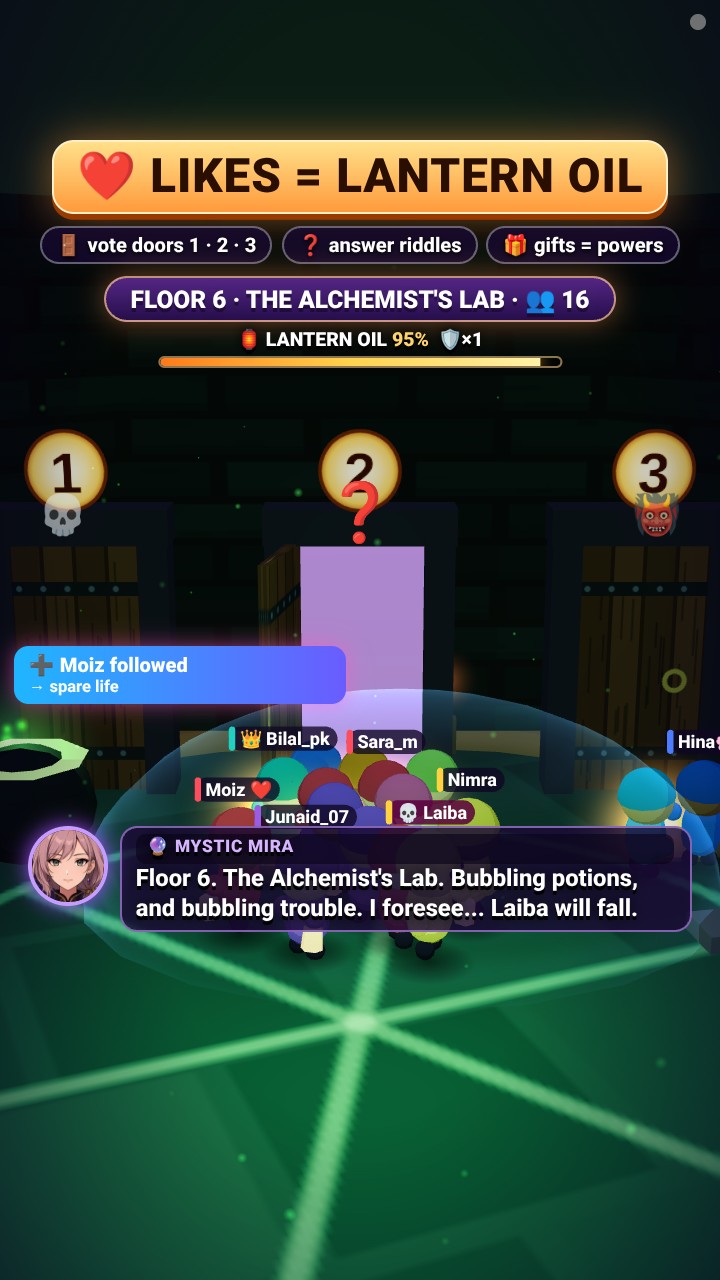 ❤️ LIKES = LANTERN OIL
🚪 vote doors 1 · 2 · 3
❓ answer riddles
🎁 gifts = powers
FLOOR 6 · THE ALCHEMIST'S LAB · 👥 16
🏮 LANTERN OIL 95% 🛡️×1
1
2
3
❓
➕ Moiz followed
→ spare life
👑 Bilal_pk
Sara_m
Hina
Nimra
Moiz ❤️
💀 Laiba
Junaid_07
🔮 MYSTIC MIRA
Floor 6. The Alchemist's Lab. Bubbling potions,
and bubbling trouble. I foresee... Laiba will fall.